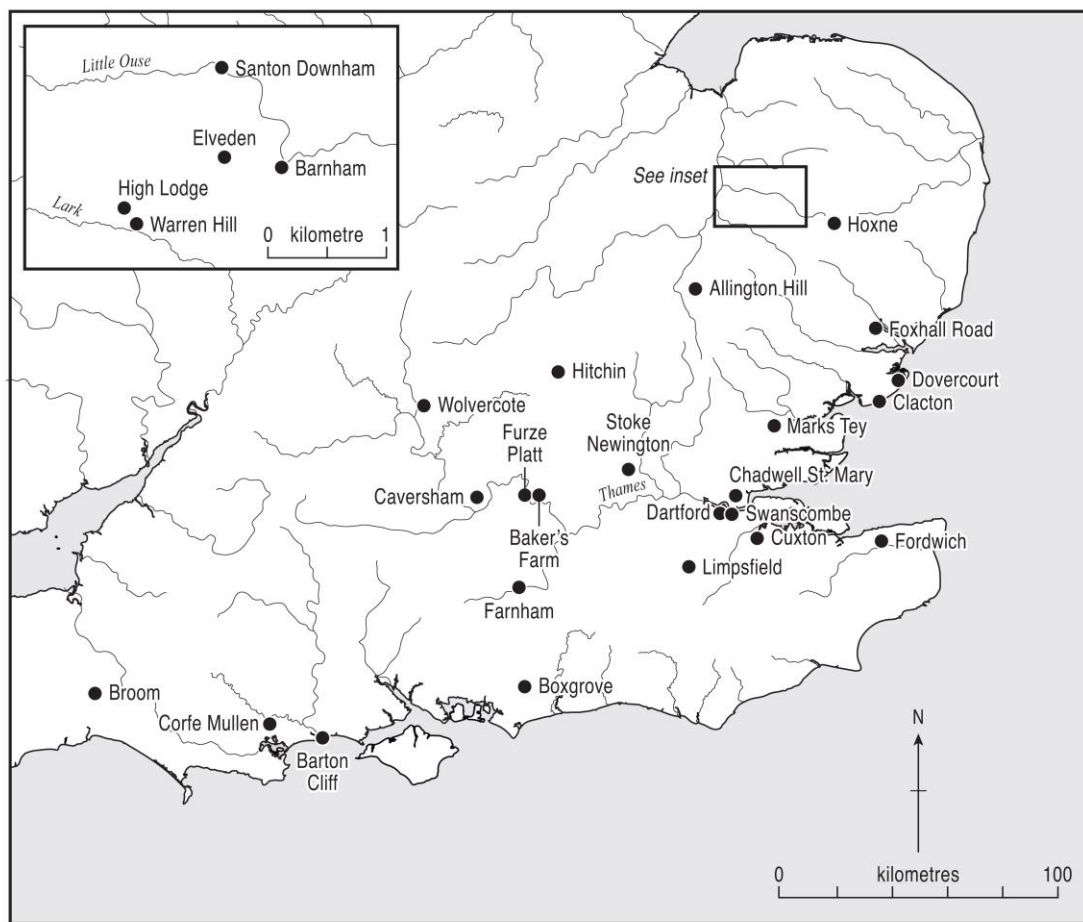 Little Ouse
Santon Downham
Elveden
Barnham
High Lodge
Lark
Warren Hill
0 kilometre 1
See inset
Hoxne
Allington Hill
Foxhall Road
Hitchin
Dovercourt
Clacton
Wolvercote
Marks Tey
Stoke
Newington
Furze
Platt
Chadwell St. Mary
Thames
Caversham
Dartford
Swanscombe
Baker's
Farm
Cuxton
Fordwich
Limpsfield
Farnham
Boxgrove
Broom
Corfe Mullen
Barton
Cliff
N
0 kilometres 100